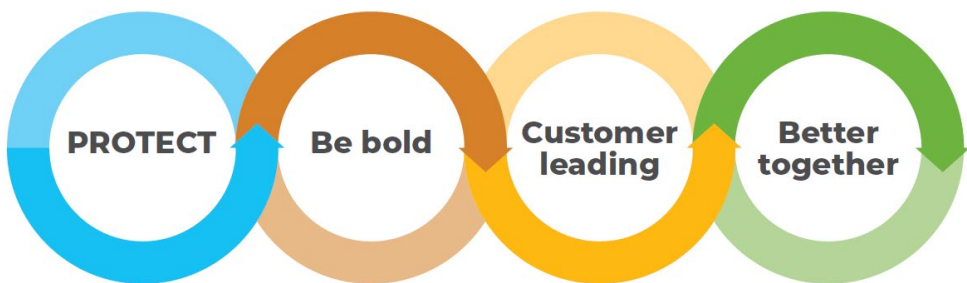 PROTECT
Be bold
Customer
leading
Better
together